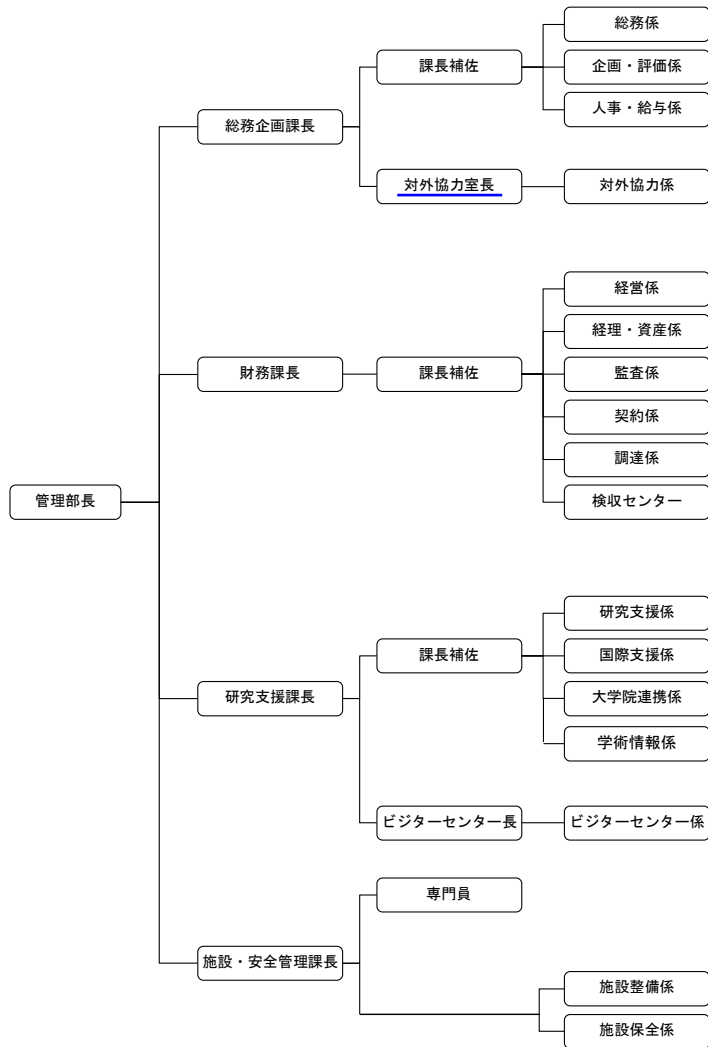 管理部長
総務企画課長
課長補佐
総務係
企画・評価係
人事・給与係
対外協力室長
対外協力係
財務課長
課長補佐
経営係
経理・資産係
監査係
契約係
調達係
検収センター
研究支援課長
課長補佐
研究支援係
国際支援係
大学院連携係
学術情報係
ビジターセンター長
ビジターセンター係
施設・安全管理課長
専門員
施設整備係
施設保全係